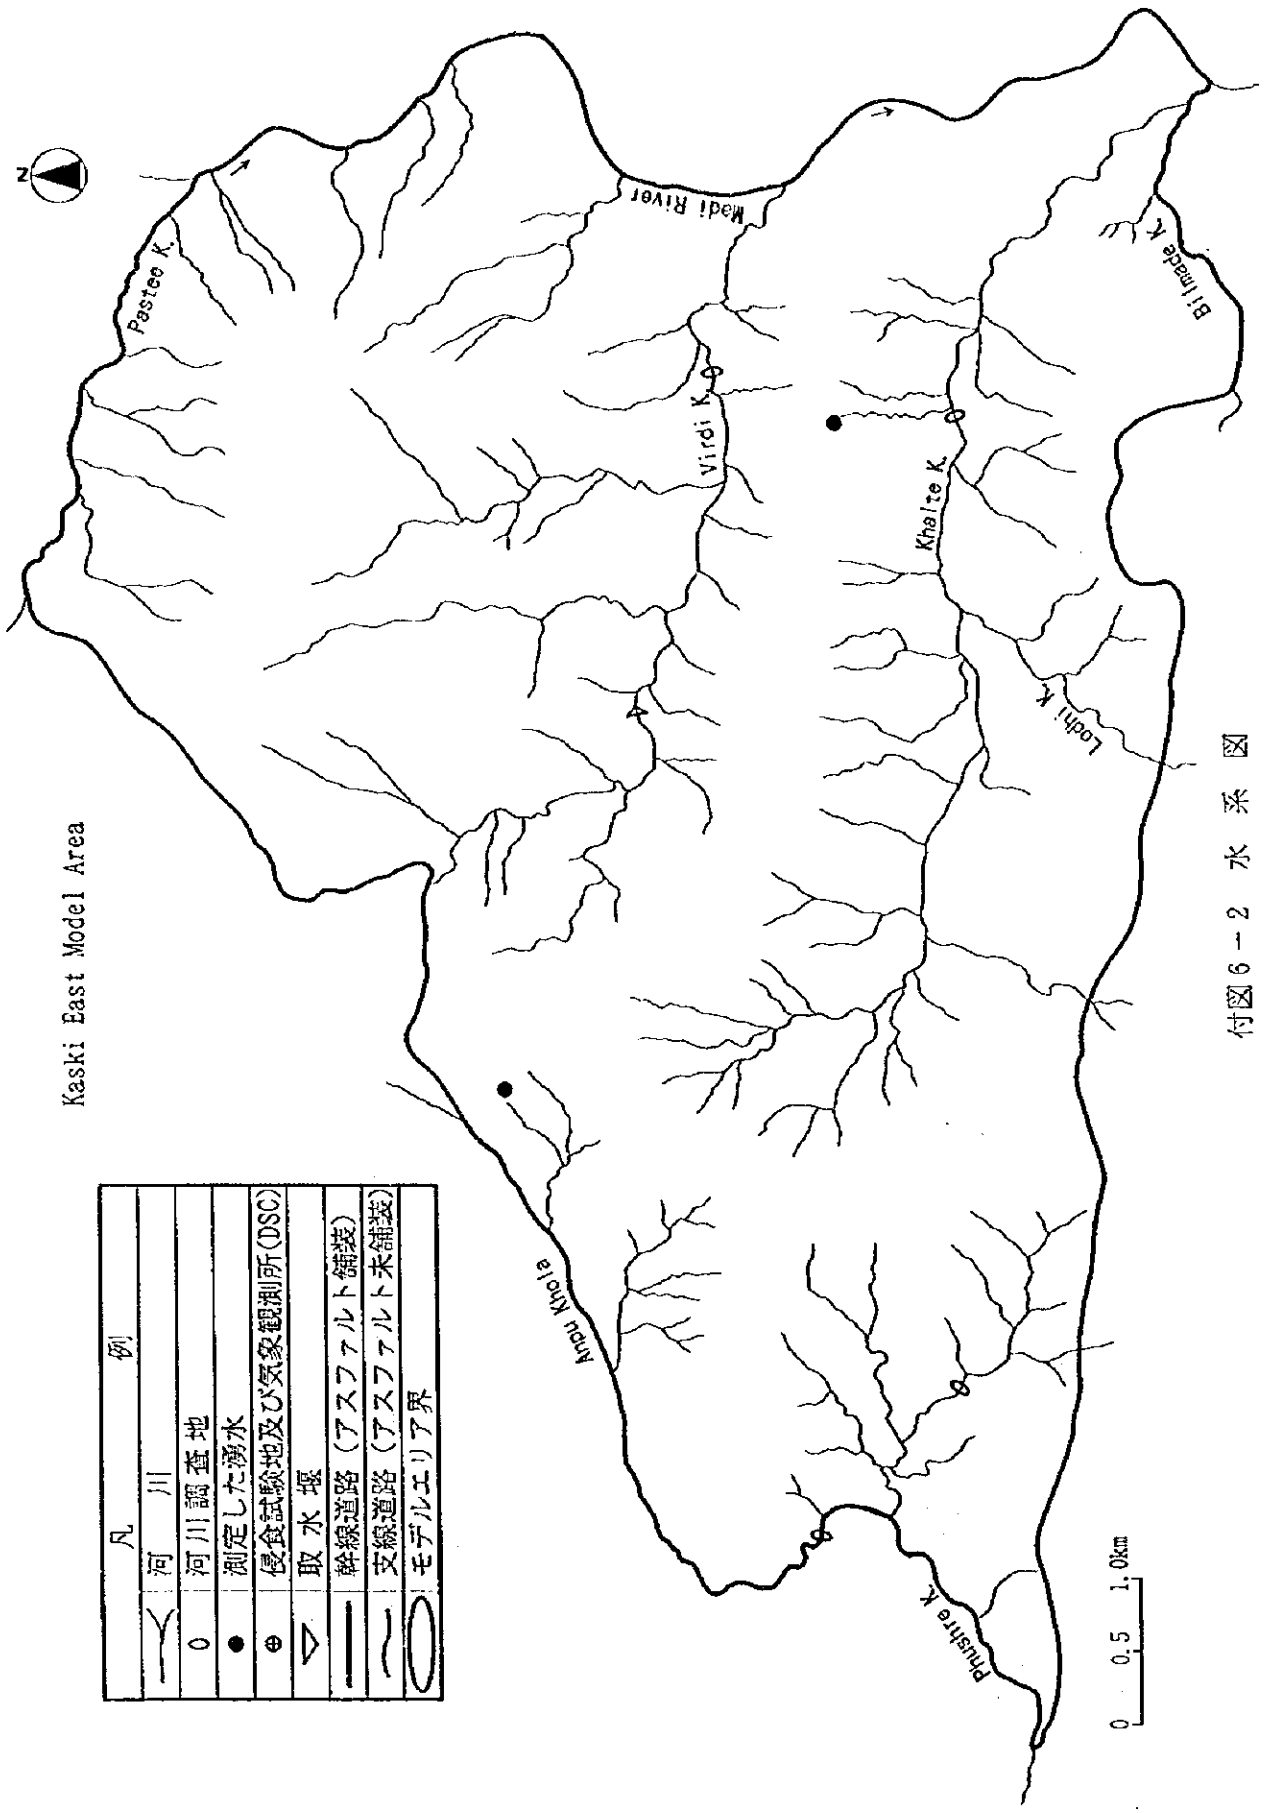 Kaski East Model Area
凡 例
河 川
河川調査地
測定した湧水
侵食試験地及び気象観測所(DSC)
取水堰
幹線道路(アスファルト舗装)
支線道路(アスファルト未舗装)
モデルエリア界
N
Pasteo K.
Madi River
Virdi K.
Khalte K.
Bilmade K.
Lodhi K.
Anpu Khola
Phushre K.
0 0.5 1.0km
付図6-2 水系図